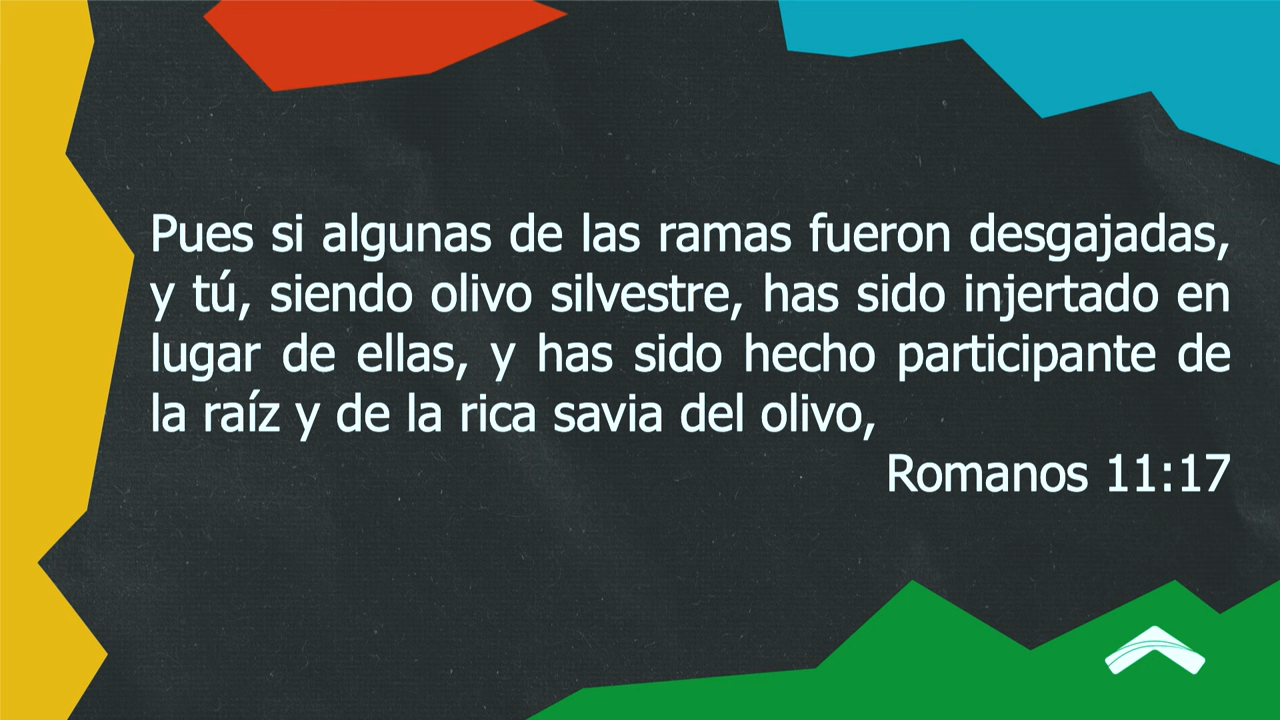 Pues si algunas de las ramas fueron desgajadas,
y tú, siendo olivo silvestre, has sido injertado en
lugar de ellas, y has sido hecho participante de
la raíz y de la rica savia del olivo,
Romanos 11:17